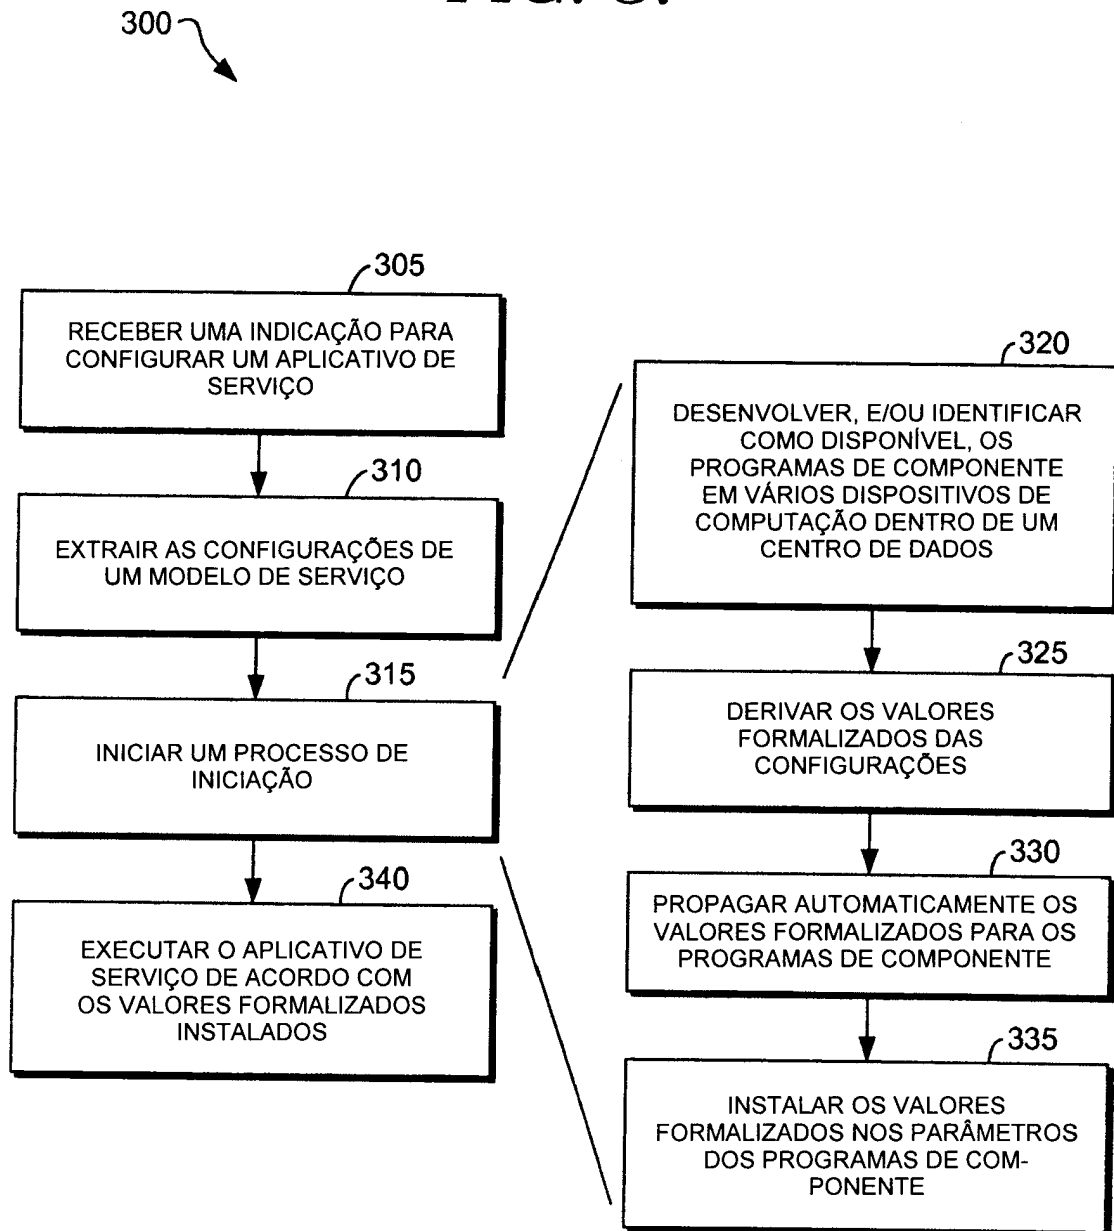 300
305
RECEBER UMA INDICAÇÃO PARA
CONFIGURAR UM APLICATIVO DE
SERVIÇO
310
EXTRAIR AS CONFIGURAÇÕES DE
UM MODELO DE SERVIÇO
315
INICIAR UM PROCESSO DE
INICIAÇÃO
340
EXECUTAR O APLICATIVO DE
SERVIÇO DE ACORDO COM
OS VALORES FORMALIZADOS
INSTALADOS
320
DESENVOLVER, E/OU IDENTIFICAR
COMO DISPONÍVEL, OS
PROGRAMAS DE COMPONENTE
EM VÁRIOS DISPOSITIVOS DE
COMPUTAÇÃO DENTRO DE UM
CENTRO DE DADOS
325
DERIVAR OS VALORES
FORMALIZADOS DAS
CONFIGURAÇÕES
330
PROPAGAR AUTOMATICAMENTE OS
VALORES FORMALIZADOS PARA OS
PROGRAMAS DE COMPONENTE
335
INSTALAR OS VALORES
FORMALIZADOS NOS PARÂMETROS
DOS PROGRAMAS DE COM-
PONENTE